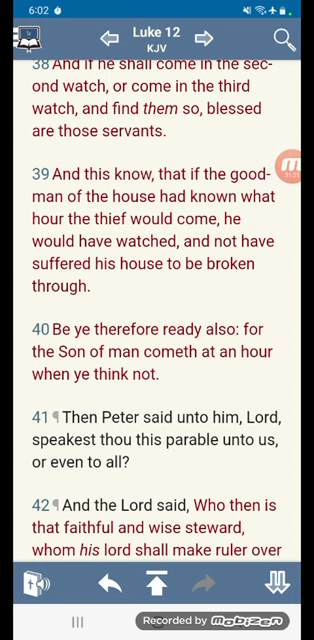 6:02
Luke 12
KJV
38 And if he shall come in the sec-
ond watch, or come in the third
watch, and find them so, blessed
are those servants.
39 And this know, that if the good-
man of the house had known what
hour the thief would come, he
would have watched, and not have
suffered his house to be broken
through.
40 Be ye therefore ready also: for
the Son of man cometh at an hour
when ye think not.
41 ¶ Then Peter said unto him, Lord,
speakest thou this parable unto us,
or even to all?
42 ¶ And the Lord said, Who then is
that faithful and wise steward,
whom his lord shall make ruler over
Recorded by Mobizen